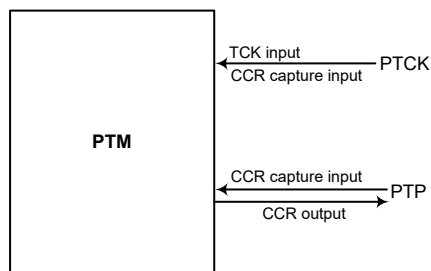 TCK input
PTCK
CCR capture input
PTM
CCR capture input
PTP
CCR output